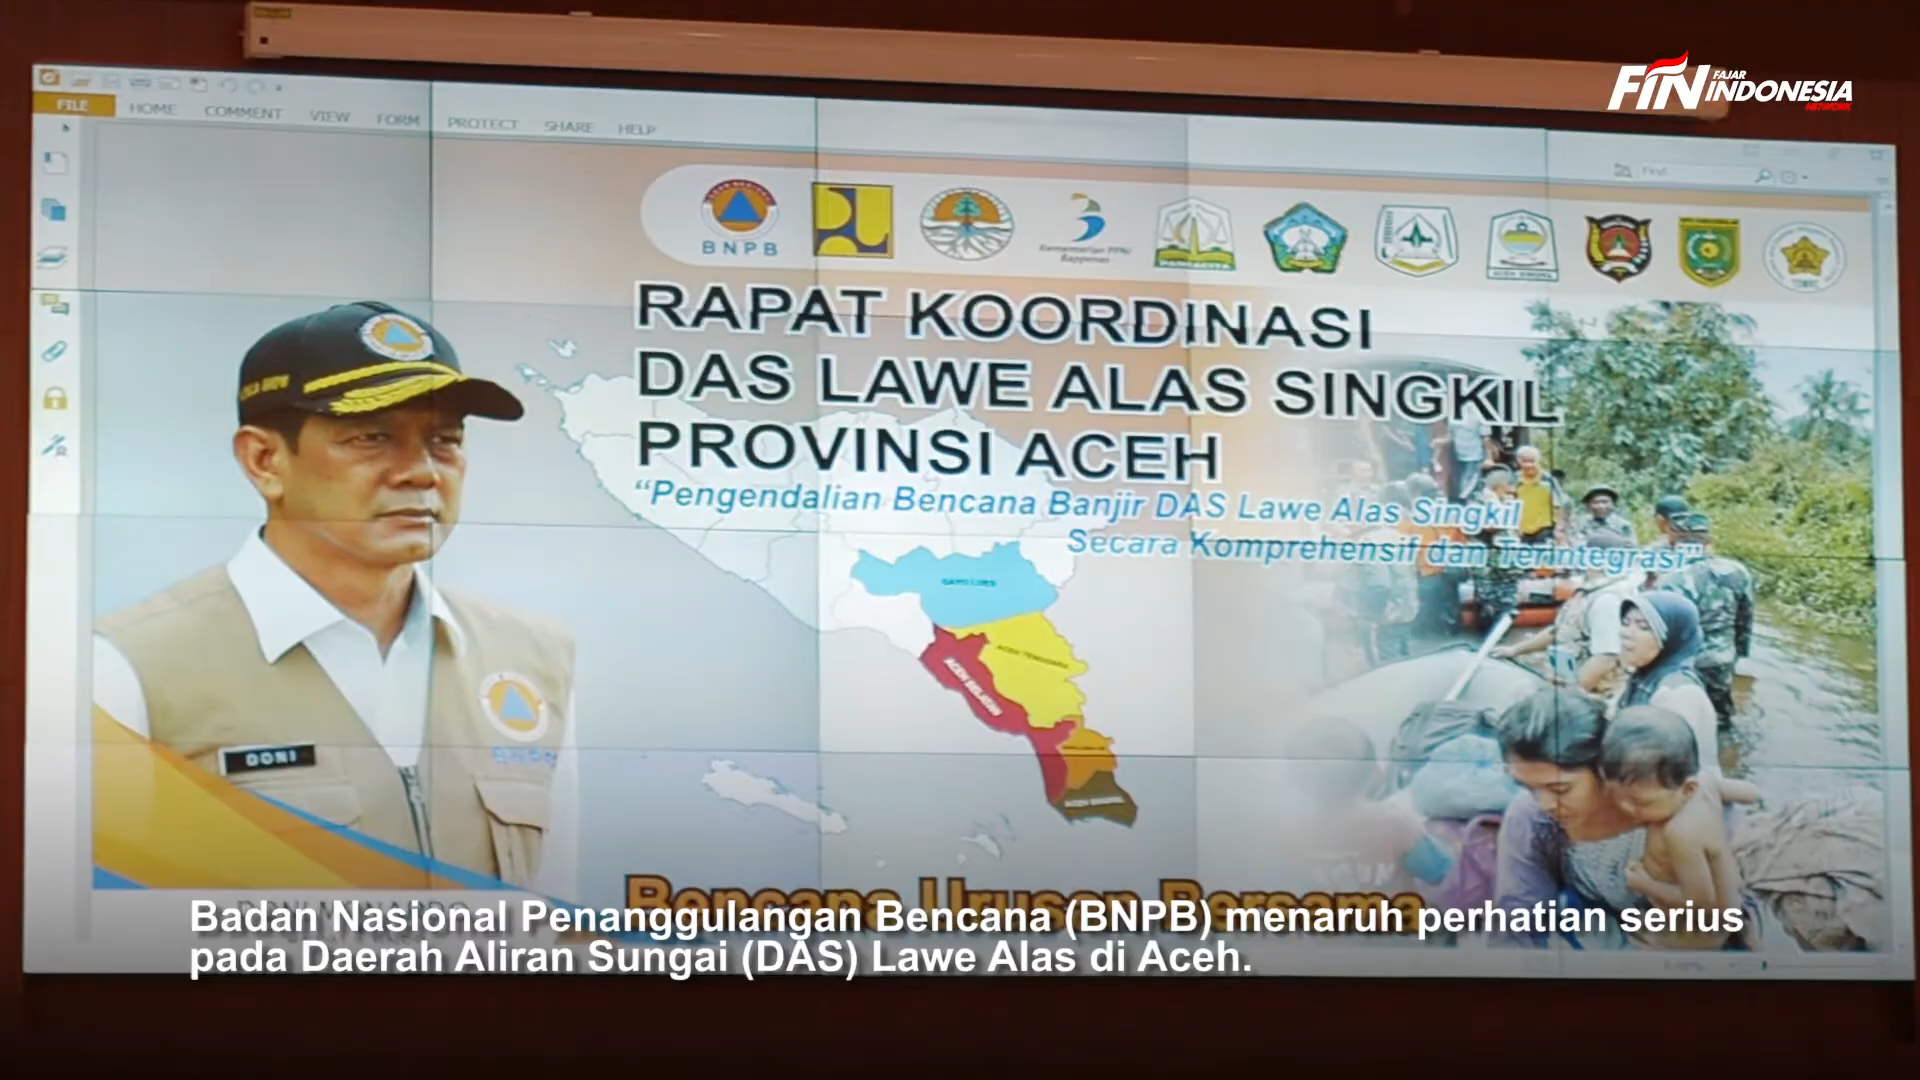 FIN FAJAR INDONESIA NETWORK
FILE HOME COMMENT VIEW FORM PROTECT SHARE HELP
Find
BNPB
Kementerian PPN/
Bappenas
PANCACITA
RAPAT KOORDINASI
DAS LAWE ALAS SINGKIL
PROVINSI ACEH
“Pengendalian Bencana Banjir DAS Lawe Alas Singkil
Secara Komprehensif dan Terintegrasi”
GAYO LUES
ACEH TENGGARA
ACEH SELATAN
ACEH SINGKIL
DONI
Bencana Urusan Bersama
Badan Nasional Penanggulangan Bencana (BNPB) menaruh perhatian serius
pada Daerah Aliran Sungai (DAS) Lawe Alas di Aceh.